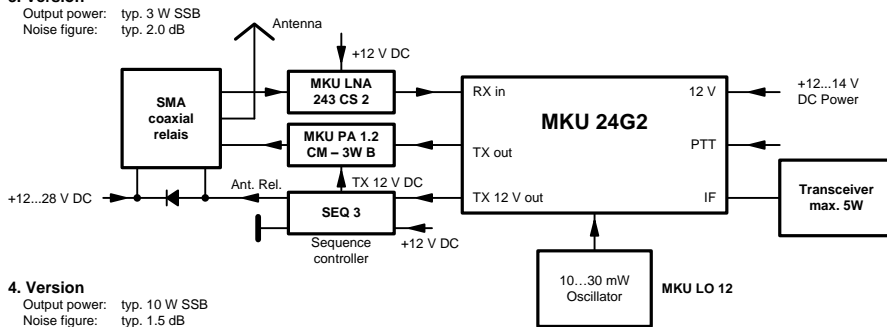 Output power: typ. 3 W SSB
Noise figure: typ. 2.0 dB
Antenna
+12 V DC
SMA
coaxial
relais
MKU LNA
243 CS 2
MKU PA 1.2
CM – 3W B
Ant. Rel.
TX 12 V DC
+12...28 V DC
SEQ 3
Sequence
controller
+12 V DC
RX in
12 V
MKU 24G2
TX out
PTT
TX 12 V out
IF
+12...14 V
DC Power
Transceiver
max. 5W
10...30 mW
Oscillator
MKU LO 12
4. Version
Output power: typ. 10 W SSB
Noise figure: typ. 1.5 dB